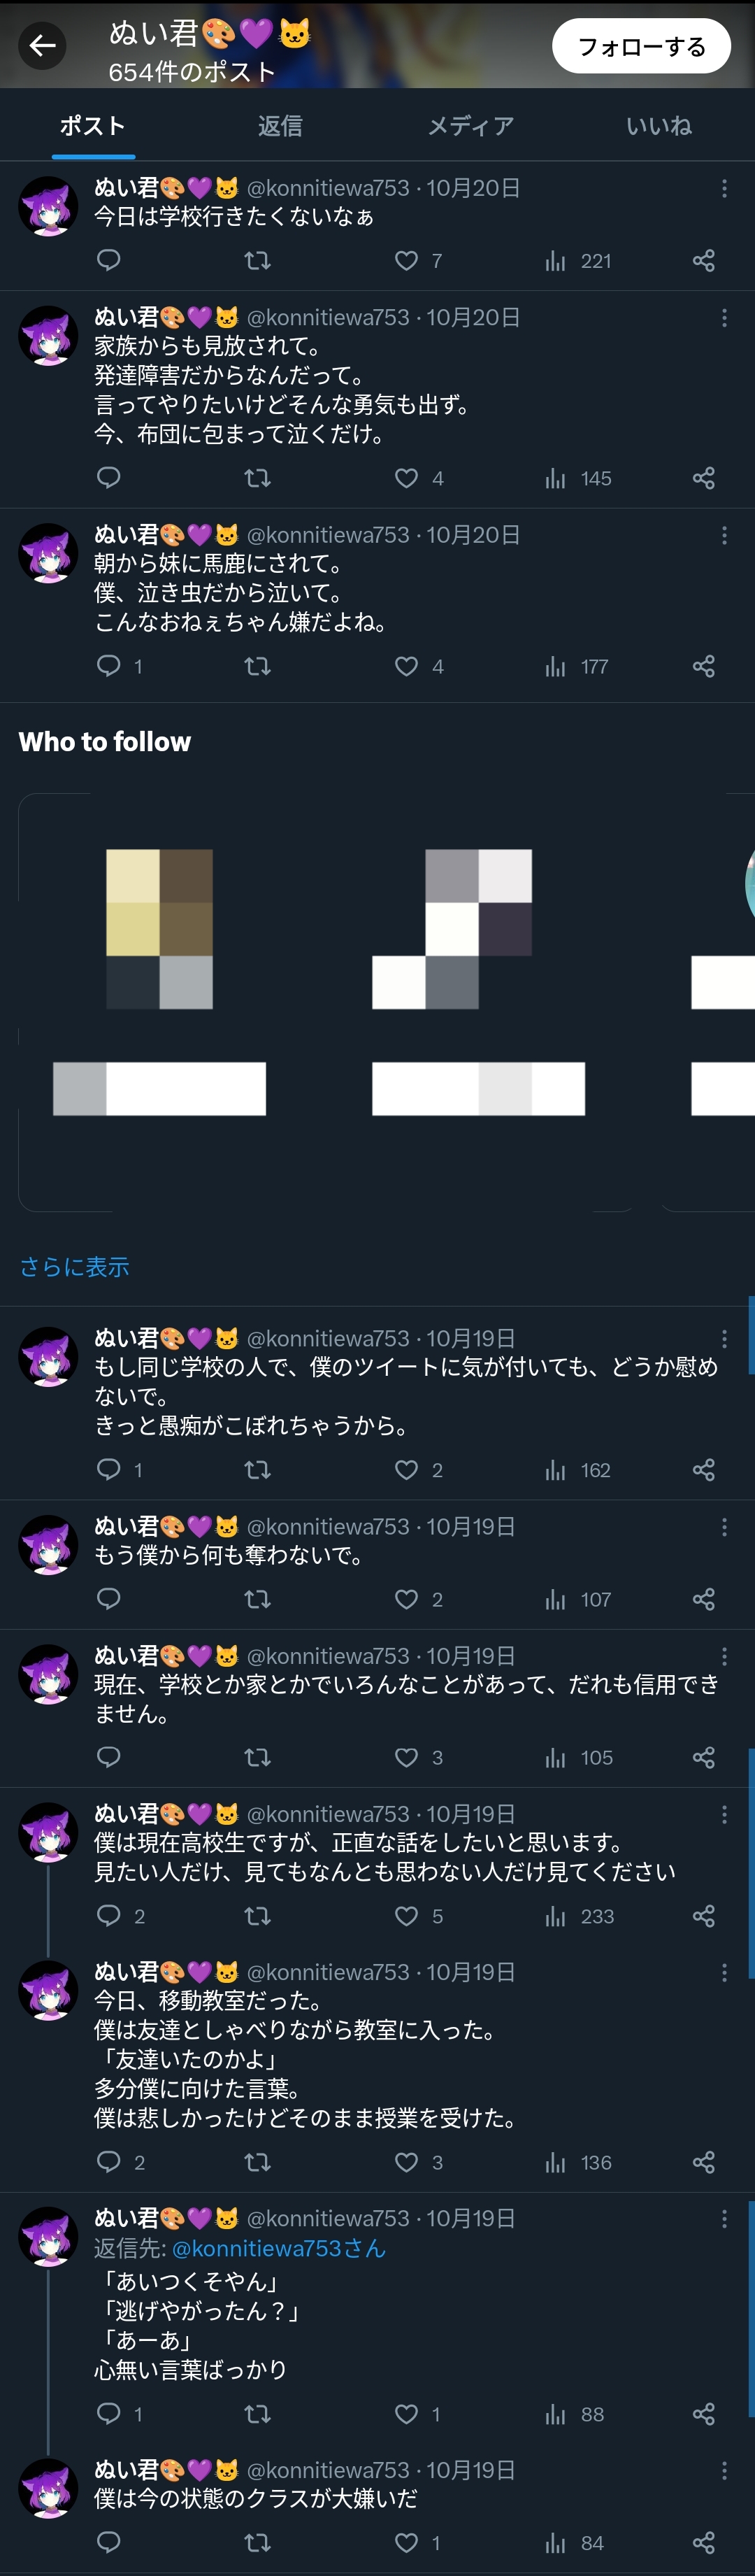 ぬい君🎨💜🐱
654件のポスト
フォローする
ポスト 返信 メディア いいね
ぬい君🎨💜🐱 @konnitiewa753 · 10月20日
今日は学校行きたくないなぁ
7 221
ぬい君🎨💜🐱 @konnitiewa753 · 10月20日
家族からも見放されて。
発達障害だからなんだって。
言ってやりたいけどそんな勇気も出ず。
今、布団に包まって泣くだけ。
4 145
ぬい君🎨💜🐱 @konnitiewa753 · 10月20日
朝から妹に馬鹿にされて。
僕、泣き虫だから泣いて。
こんなおねぇちゃん嫌だよね。
1 4 177
Who to follow
さらに表示
ぬい君🎨💜🐱 @konnitiewa753 · 10月19日
もし同じ学校の人で、僕のツイートに気が付いても、どうか慰め
ないで。
きっと愚痴がこぼれちゃうから。
1 2 162
ぬい君🎨💜🐱 @konnitiewa753 · 10月19日
もう僕から何も奪わないで。
2 107
ぬい君🎨💜🐱 @konnitiewa753 · 10月19日
現在、学校とか家とかでいろんなことがあって、だれも信用でき
ません。
3 105
ぬい君🎨💜🐱 @konnitiewa753 · 10月19日
僕は現在高校生ですが、正直な話をしたいと思います。
見たい人だけ、見てもなんとも思わない人だけ見てください
2 5 233
ぬい君🎨💜🐱 @konnitiewa753 · 10月19日
今日、移動教室だった。
僕は友達としゃべりながら教室に入った。
「友達いたのかよ」
多分僕に向けた言葉。
僕は悲しかったけどそのまま授業を受けた。
2 3 136
ぬい君🎨💜🐱 @konnitiewa753 · 10月19日
返信先: @konnitiewa753さん
「あいつくそやん」
「逃げやがったん？」
「あーあ」
心無い言葉ばっかり
1 1 88
ぬい君🎨💜🐱 @konnitiewa753 · 10月19日
僕は今の状態のクラスが大嫌いだ
1 84